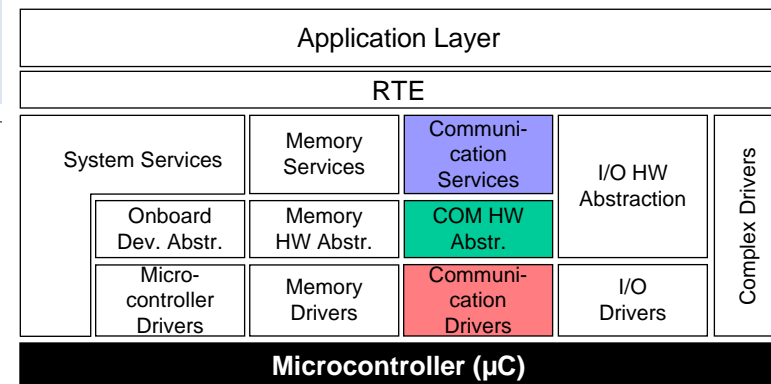 Application Layer
RTE
System Services
Memory
Services
Communi-
cation
Services
I/O HW
Abstraction
Complex Drivers
Onboard
Dev. Abstr.
Memory
HW Abstr.
COM HW
Abstr.
Micro-
controller
Drivers
Memory
Drivers
Communi-
cation
Drivers
I/O
Drivers
Microcontroller (µC)